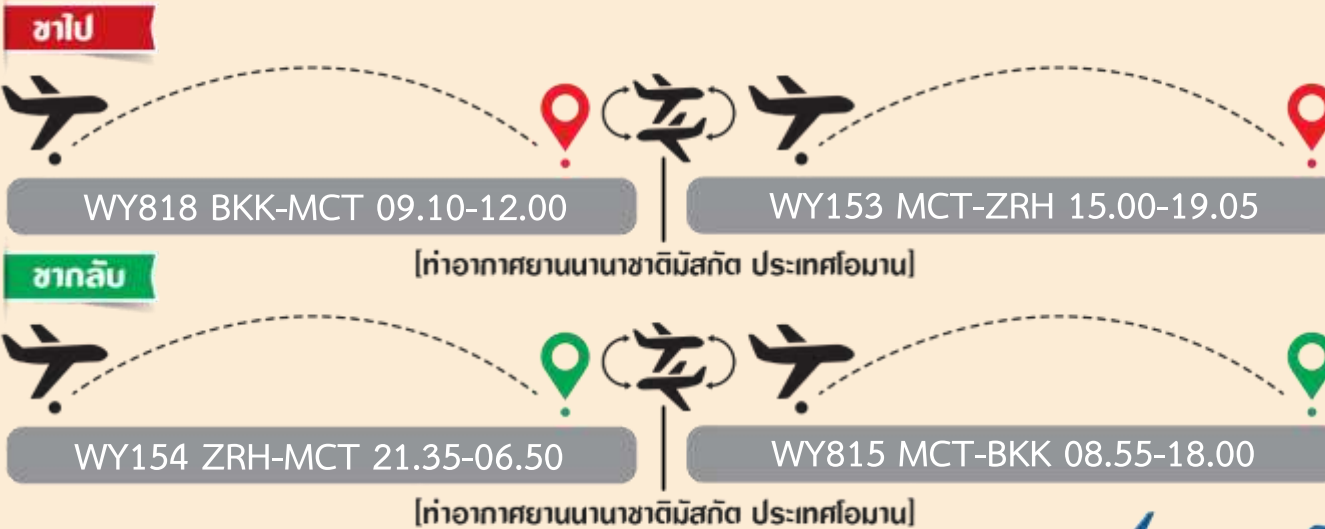 ขาไป
WY818 BKK-MCT 09.10-12.00
WY153 MCT-ZRH 15.00-19.05
[ท่าอากาศยานนานาชาติมัสกัต ประเทศโอมาน]
ขากลับ
WY154 ZRH-MCT 21.35-06.50
WY815 MCT-BKK 08.55-18.00
[ท่าอากาศยานนานาชาติมัสกัต ประเทศโอมาน]